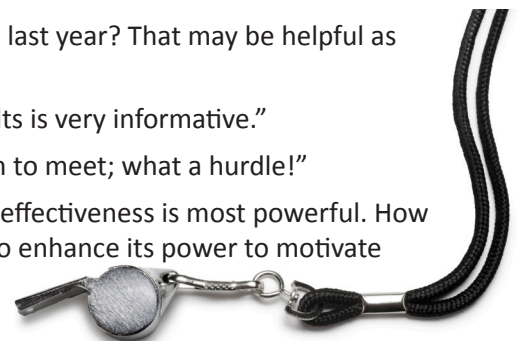 last year? That may be helpful as
lts is very informative.”
n to meet; what a hurdle!”
effectiveness is most powerful. How
o enhance its power to motivate